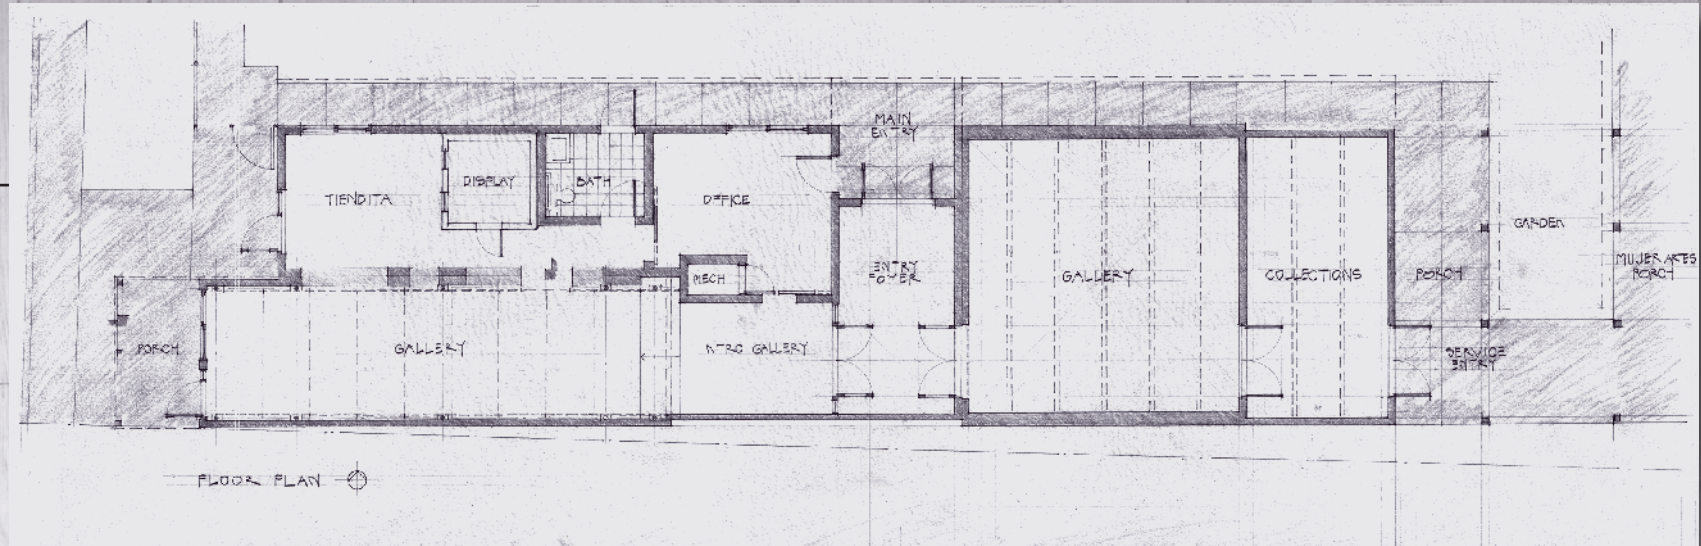 MAIN
ENTRY
TIENDITA
DISPLAY
BATH
OFFICE
GARDEN
MECH
ENTRY
FOYER
GALLERY
COLLECTIONS
PORCH
MUJER ARTES
PORCH
PORCH
GALLERY
INTRO GALLERY
SERVICE
ENTRY
FLOOR PLAN